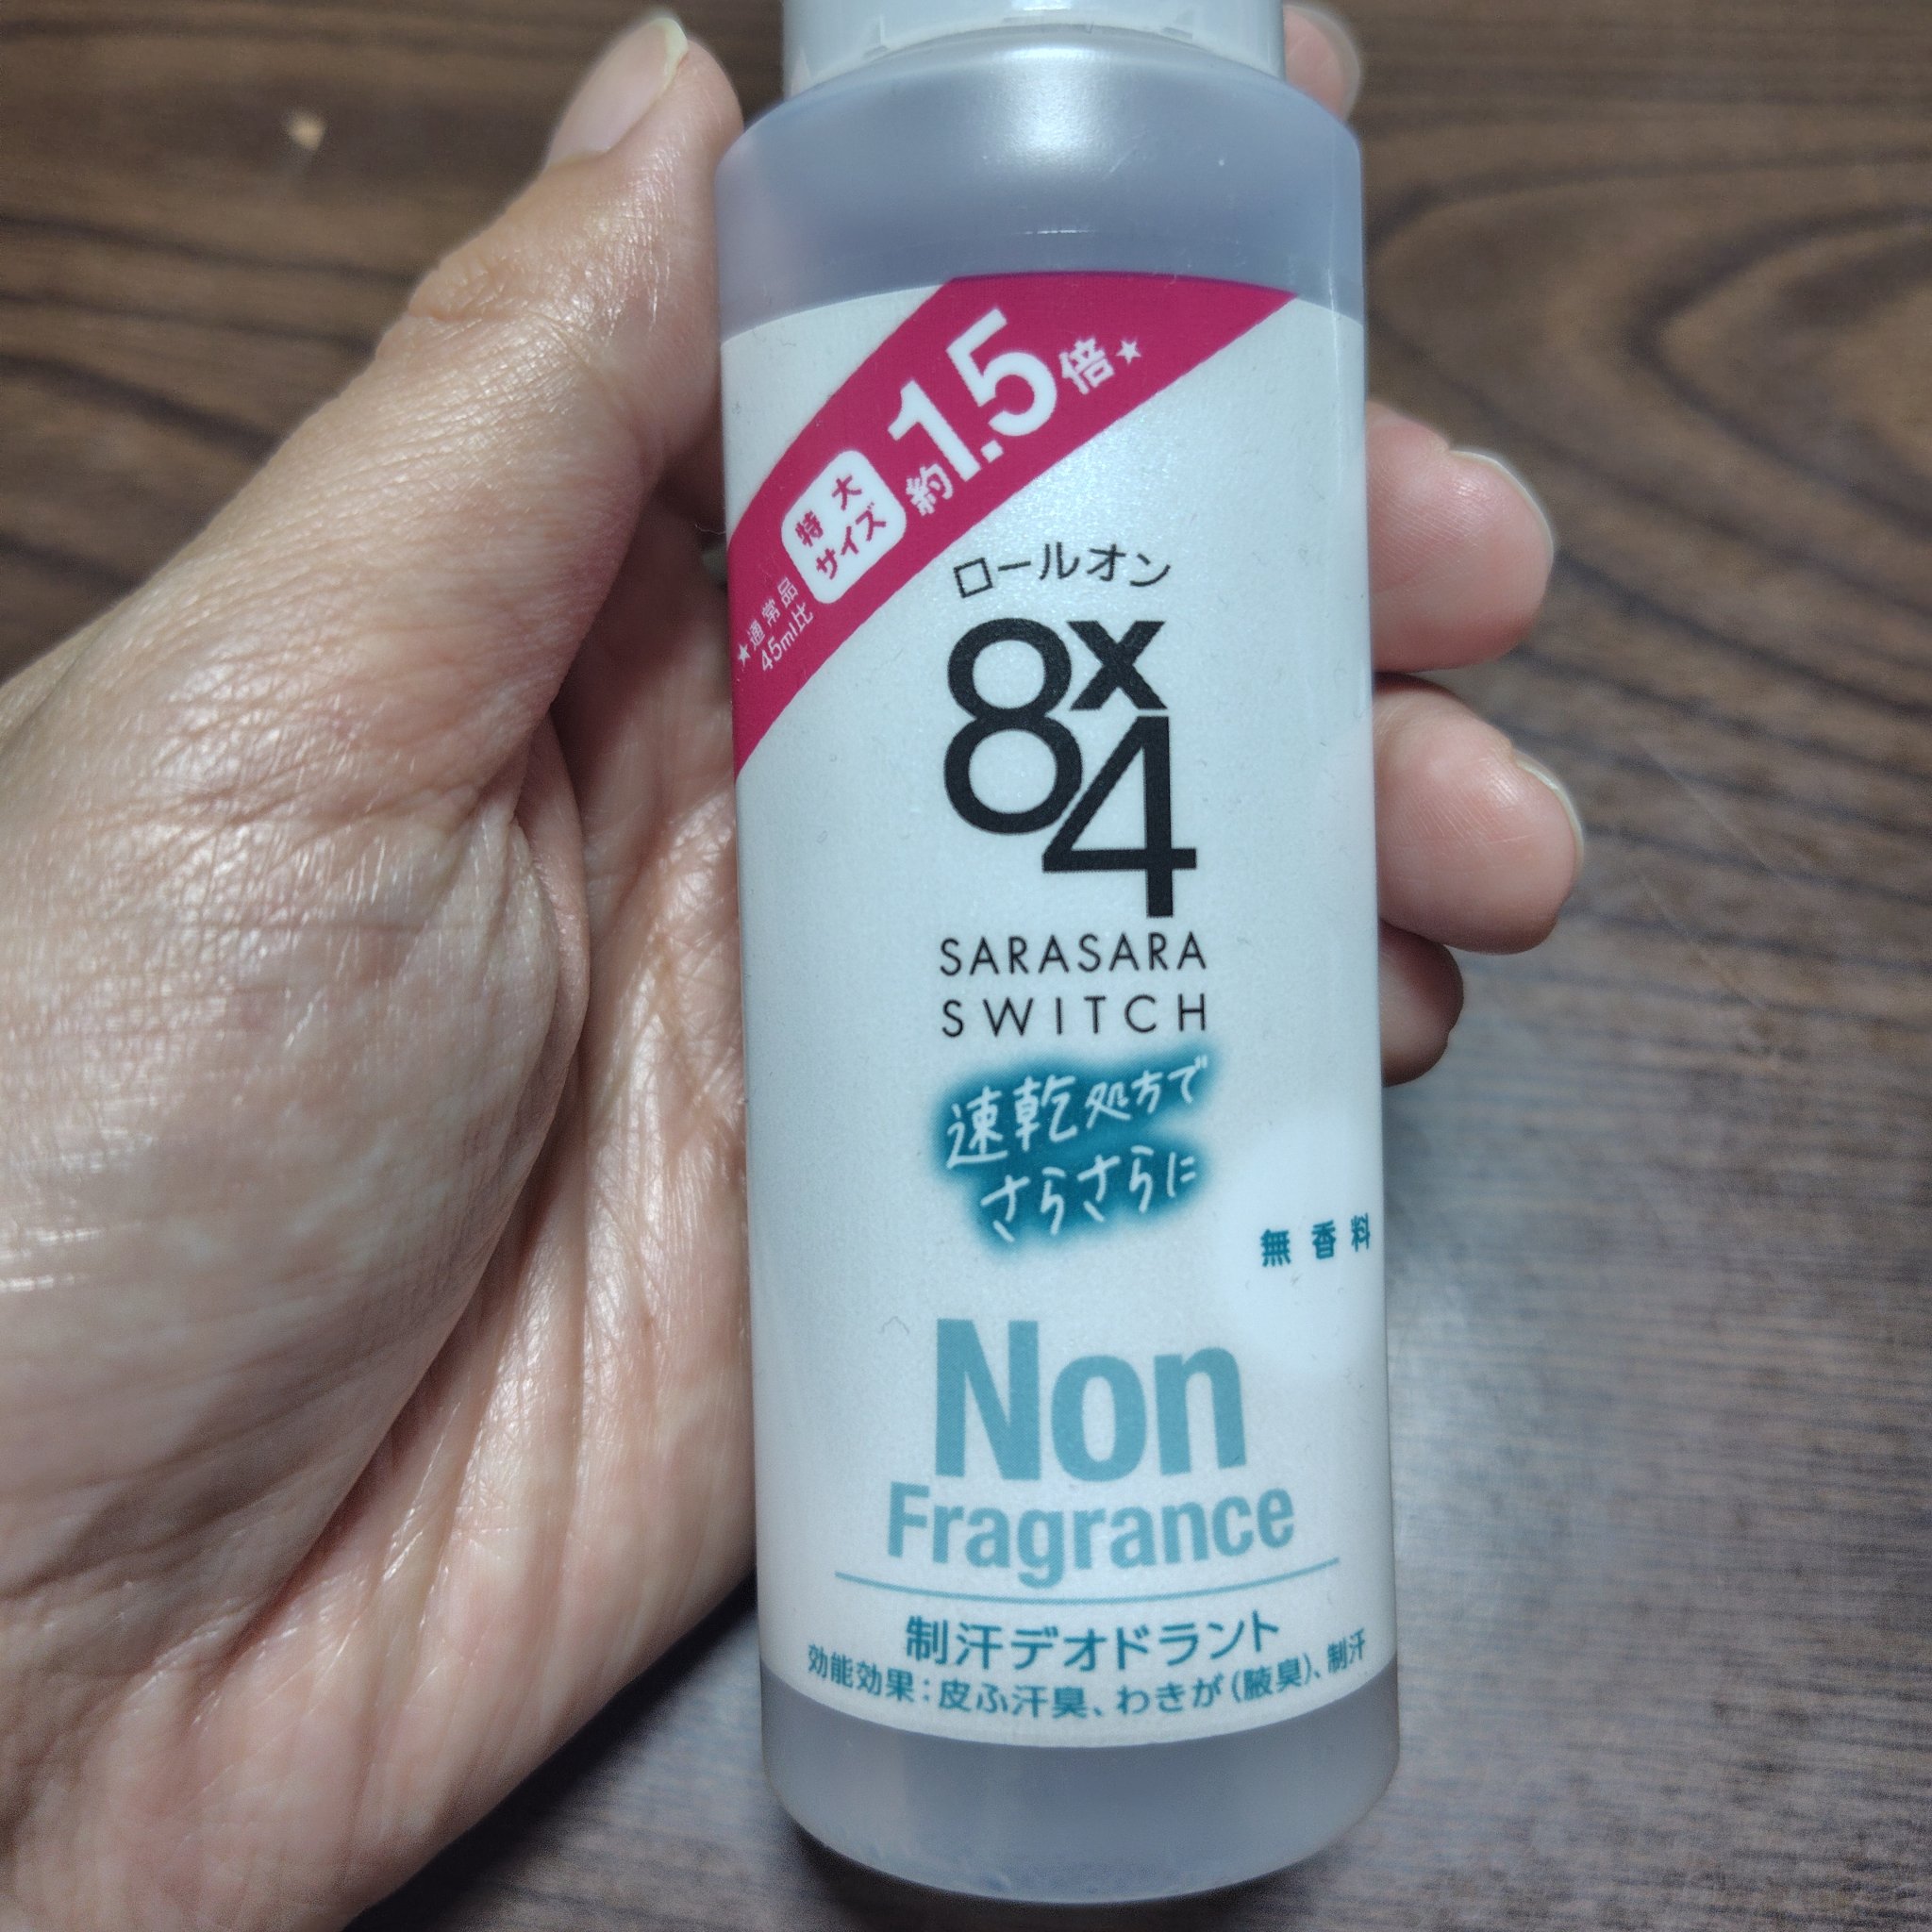 特大
サイズ
約1.5倍★
★通常品
45ml比
ロールオン
8x4
SARASARA
SWITCH
速乾処方で
さらさらに
無香料
Non
Fragrance
制汗デオドラント
効能効果：皮ふ汗臭、わきが（腋臭）、制汗